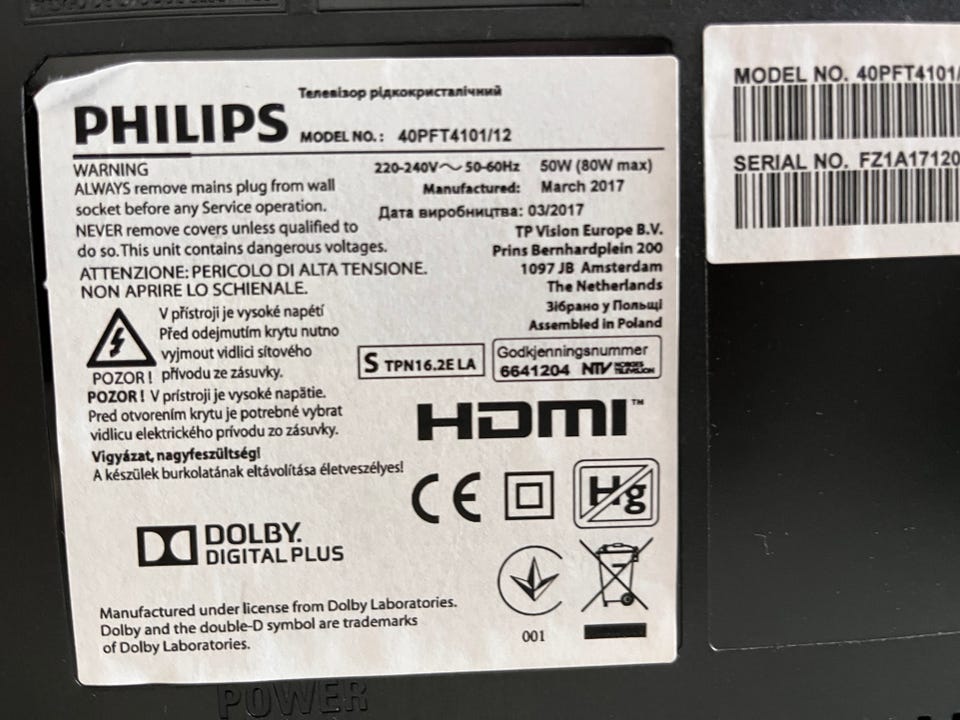 Телевізор рідкокристалічний
PHILIPS MODEL NO.: 40PFT4101/12
WARNING
ALWAYS remove mains plug from wall
socket before any Service operation.
NEVER remove covers unless qualified to
do so. This unit contains dangerous voltages.
ATTENZIONE: PERICOLO DI ALTA TENSIONE.
NON APRIRE LO SCHIENALE.
220-240V~ 50-60Hz 50W (80W max)
Manufactured: March 2017
Дата виробництва: 03/2017
TP Vision Europe B.V.
Prins Bernhardplein 200
1097 JB Amsterdam
The Netherlands
Зібрано у Польщі
Assembled in Poland
V přístroji je vysoké napětí
Před odejmutím krytu nutno
vyjmout vidlici síťového
POZOR! přívodu ze zásuvky.
POZOR! V prístroji je vysoké napätie.
Pred otvorením krytu je potrebné vybrat
vidlicu elektrického prívodu zo zásuvky.
Vigyázat, nagyfeszültség!
A készülek burkolatának eltávolítása életveszélyes!
S TPN16.2E LA
Godkjenningsnummer
6641204 NTV NORGES TELEVISION
HDMI™
CE
Hg
DOLBY.
DIGITAL PLUS
Manufactured under license from Dolby Laboratories.
Dolby and the double-D symbol are trademarks
of Dolby Laboratories.
001
MODEL NO. 40PFT4101/
SERIAL NO. FZ1A17120
POWER